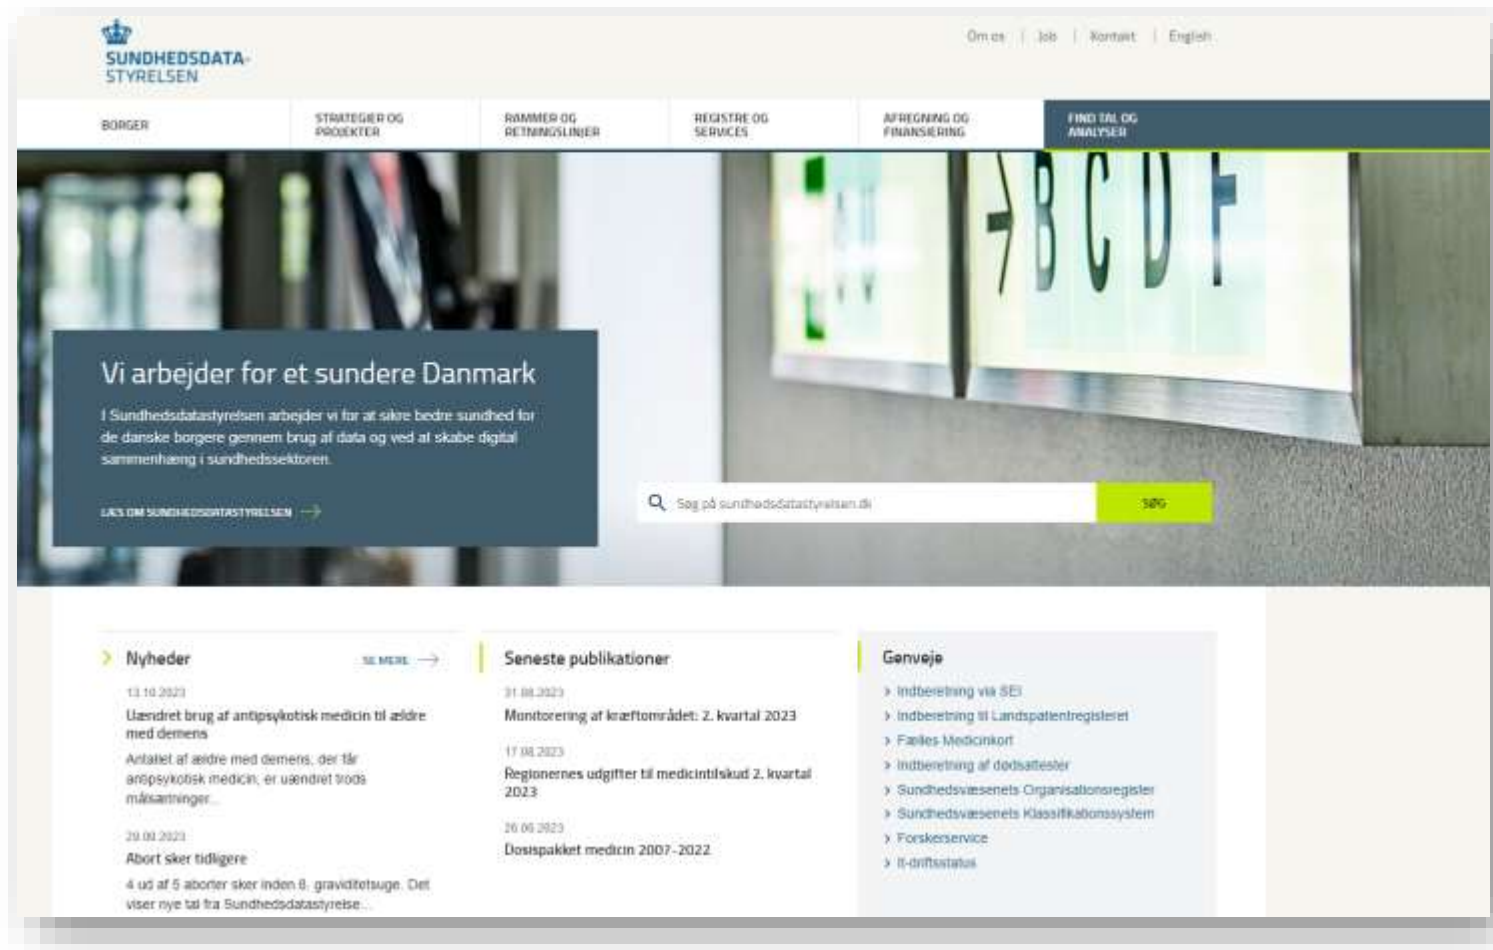 SUNDHEDSDATA-
STYRELSEN
Om os | Job | Kontakt | English
BORGER
STRATEGIER OG
PROJEKTER
RAMMER OG
RETNINGSLINJER
REGISTRE OG
SERVICES
AFREGNING OG
FINANSIERING
FIND TAL OG
ANALYSER
→ B C D F
Vi arbejder for et sundere Danmark
I Sundhedsdatastyrelsen arbejder vi for at sikre bedre sundhed for
de danske borgere gennem brug af data og ved at skabe digital
sammenhæng i sundhedssektoren.
LÆS OM SUNDHEDSDATASTYRELSEN →
Søg på sundhedsdatastyrelsen.dk
SØG
Nyheder
SE MERE →
13.10.2023
Uændret brug af antipsykotisk medicin til ældre
med demens
Antallet af ældre med demens, der får
antipsykotisk medicin, er uændret trods
målsætninger...
29.09.2023
Abort sker tidligere
4 ud af 5 aborter sker inden 8. graviditetsuge. Det
viser nye tal fra Sundhedsdatastyrelse...
Seneste publikationer
31.08.2023
Monitorering af kræftområdet: 2. kvartal 2023
17.08.2023
Regionernes udgifter til medicintilskud 2. kvartal
2023
26.06.2023
Dosispakket medicin 2007-2022
Genveje
› Indberetning via SEI
› Indberetning til Landspatientregisteret
› Fælles Medicinkort
› Indberetning af dødsattester
› Sundhedsvæsenets Organisationsregister
› Sundhedsvæsenets Klassifikationssystem
› Forskerservice
› It-driftsstatus